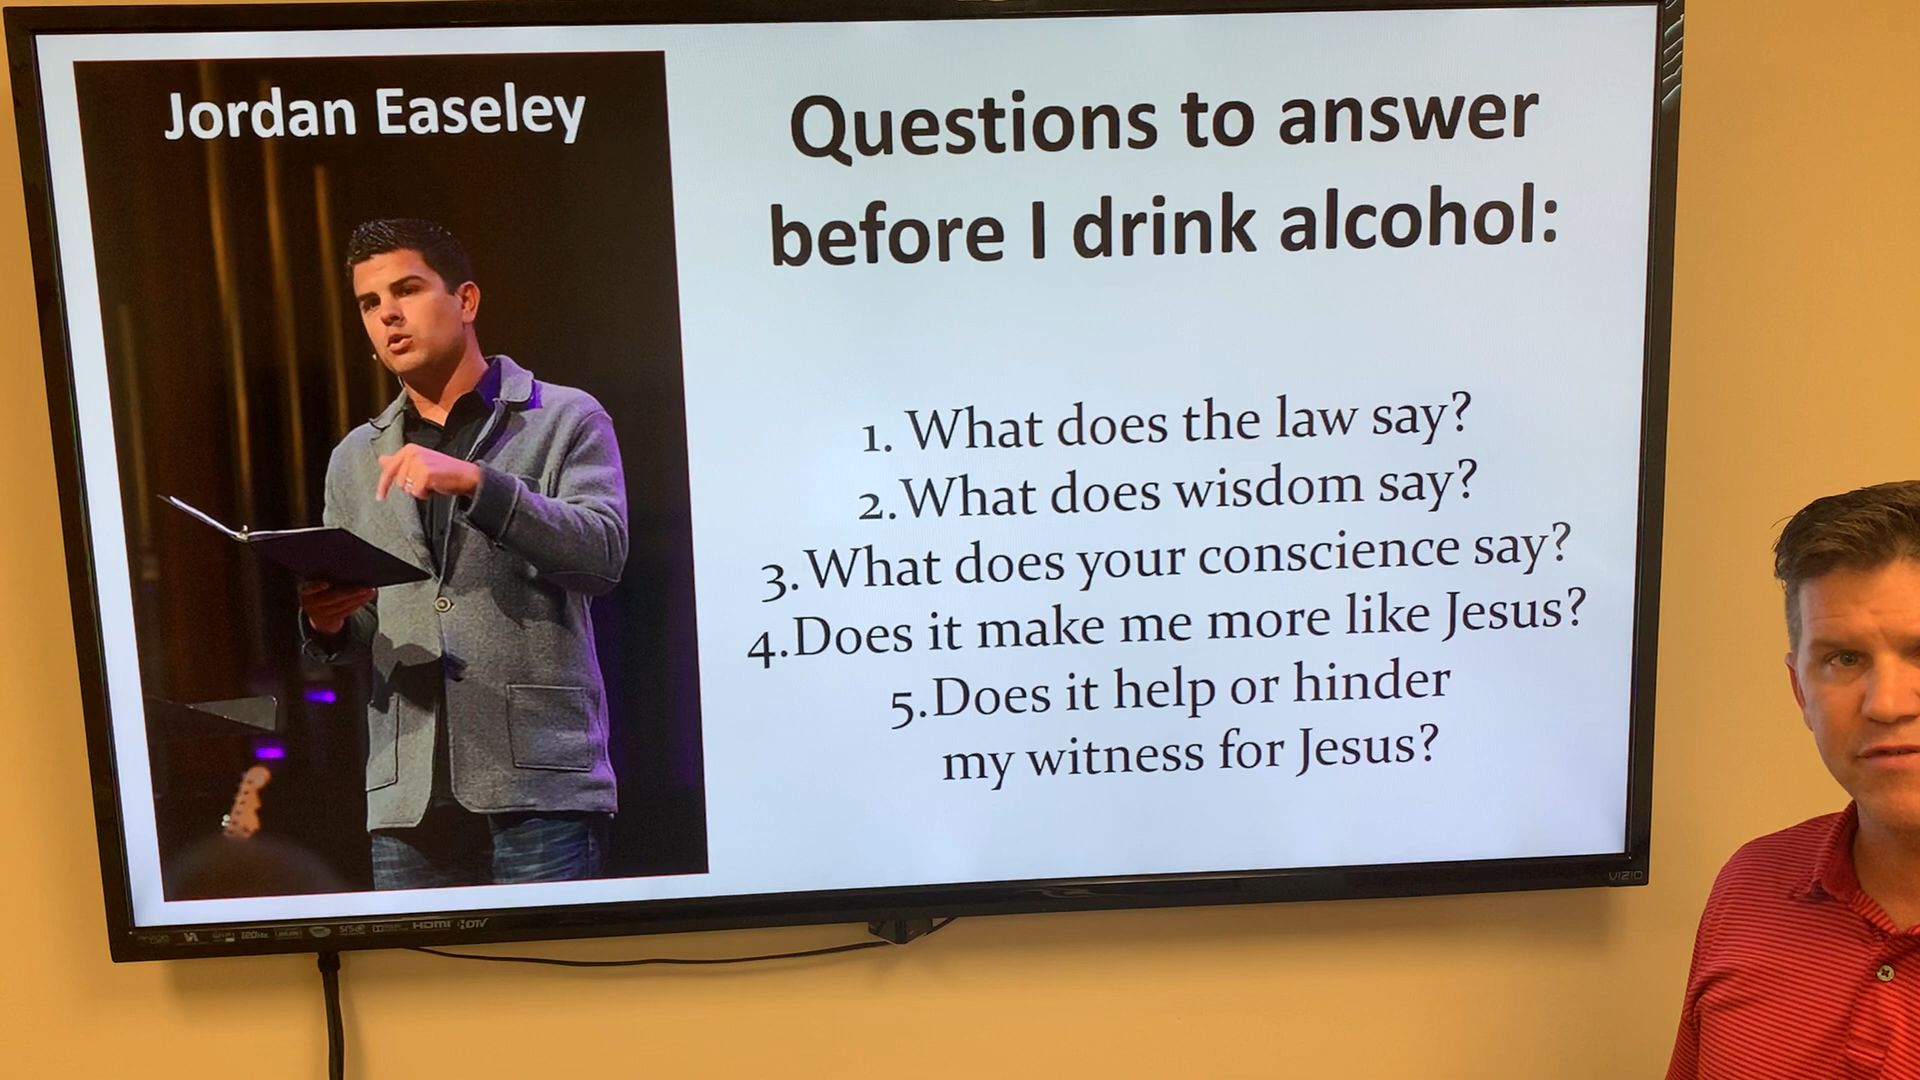 Jordan Easeley
Questions to answer
before I drink alcohol:
1. What does the law say?
2.What does wisdom say?
3.What does your conscience say?
4.Does it make me more like Jesus?
5.Does it help or hinder
my witness for Jesus?
VIZIO
HDMI HDTV